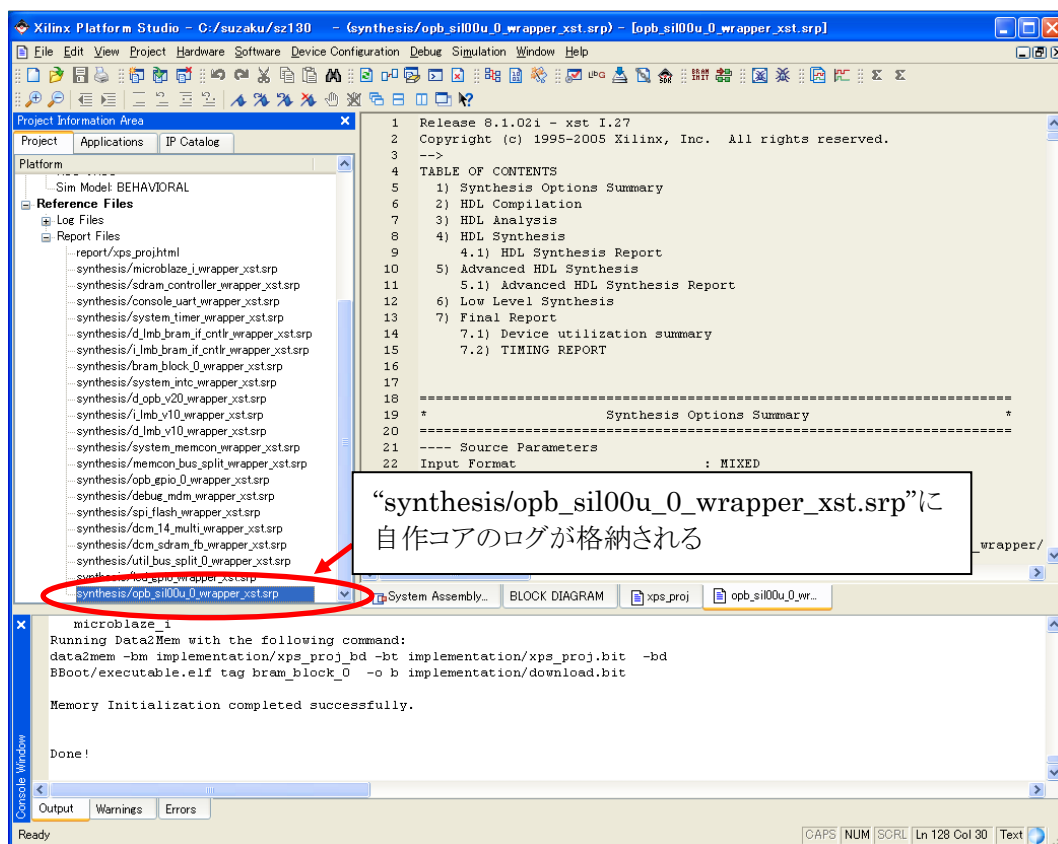 Xilinx Platform Studio - C:/suzaku/sz130 - (synthesis/opb_sil00u_0_wrapper_xst.srp) - [opb_sil00u_0_wrapper_xst.srp]
File Edit View Project Hardware Software Device Configuration Debug Simulation Window Help
Project Information Area
Project Applications IP Catalog
Platform
Sim Model: BEHAVIORAL
Reference Files
Log Files
Report Files
report/xps_proj.html
synthesis/microblaze_i_wrapper_xst.srp
synthesis/sdram_controller_wrapper_xst.srp
synthesis/console_uart_wrapper_xst.srp
synthesis/system_timer_wrapper_xst.srp
synthesis/d_lmb_bram_if_cntlr_wrapper_xst.srp
synthesis/i_lmb_bram_if_cntlr_wrapper_xst.srp
synthesis/bram_block_0_wrapper_xst.srp
synthesis/system_intc_wrapper_xst.srp
synthesis/d_opb_v20_wrapper_xst.srp
synthesis/i_lmb_v10_wrapper_xst.srp
synthesis/d_lmb_v10_wrapper_xst.srp
synthesis/system_memcon_wrapper_xst.srp
synthesis/memcon_bus_split_wrapper_xst.srp
synthesis/opb_gpio_0_wrapper_xst.srp
synthesis/debug_mdm_wrapper_xst.srp
synthesis/spi_flash_wrapper_xst.srp
synthesis/dcm_14_multi_wrapper_xst.srp
synthesis/dcm_sdram_fb_wrapper_xst.srp
synthesis/util_bus_split_0_wrapper_xst.srp
synthesis/led_gpio_wrapper_xst.srp
synthesis/opb_sil00u_0_wrapper_xst.srp
1 Release 8.1.02i - xst I.27
2 Copyright (c) 1995-2005 Xilinx, Inc. All rights reserved.
3 -->
4 TABLE OF CONTENTS
5 1) Synthesis Options Summary
6 2) HDL Compilation
7 3) HDL Analysis
8 4) HDL Synthesis
9 4.1) HDL Synthesis Report
10 5) Advanced HDL Synthesis
11 5.1) Advanced HDL Synthesis Report
12 6) Low Level Synthesis
13 7) Final Report
14 7.1) Device utilization summary
15 7.2) TIMING REPORT
16
17
18 =========================================================================
19 * Synthesis Options Summary *
20 =========================================================================
21 ---- Source Parameters
22 Input Format : MIXED
“synthesis/opb_sil00u_0_wrapper_xst.srp”に
自作コアのログが格納される
_wrapper/
System Assembly... BLOCK DIAGRAM xps_proj opb_sil00u_0_wr...
microblaze_i
Running Data2Mem with the following command:
data2mem -bm implementation/xps_proj_bd -bt implementation/xps_proj.bit -bd
BBoot/executable.elf tag bram_block_0 -o b implementation/download.bit
Memory Initialization completed successfully.
Done!
Console Window
Output Warnings Errors
Ready CAPS NUM SCRL Ln 128 Col 30 Text